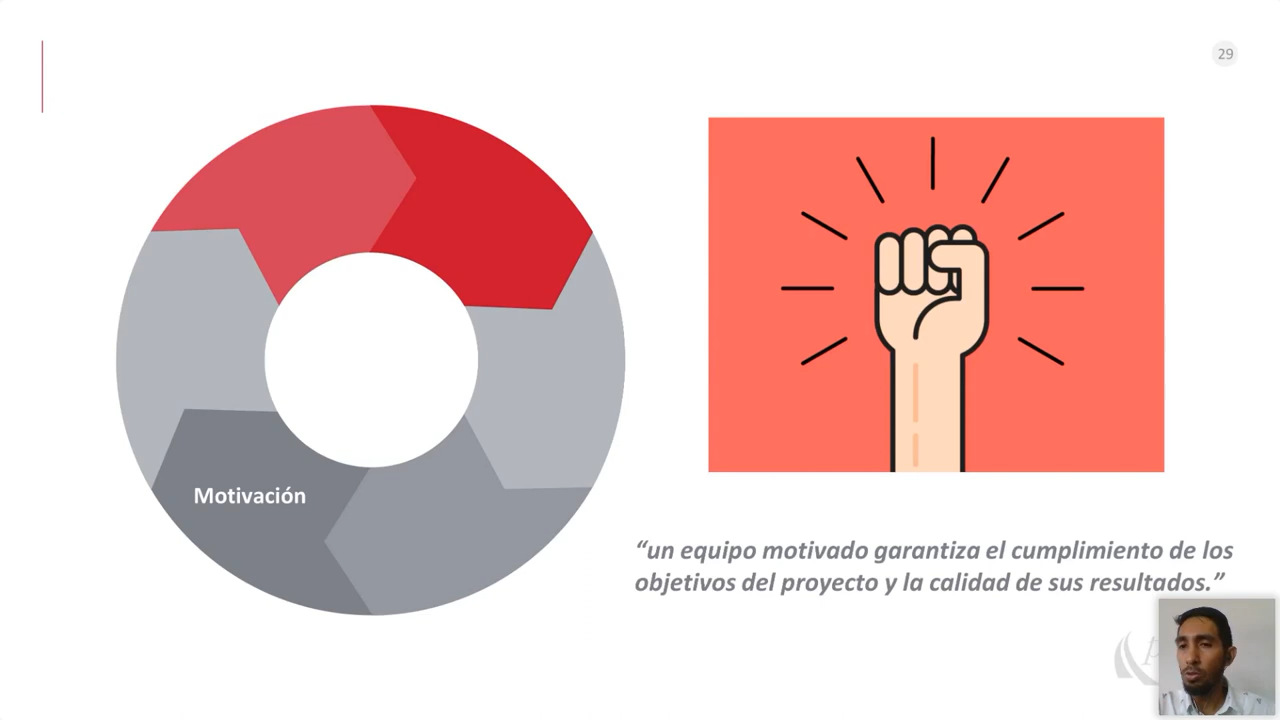 29
Motivación
“un equipo motivado garantiza el cumplimiento de los
objetivos del proyecto y la calidad de sus resultados.”